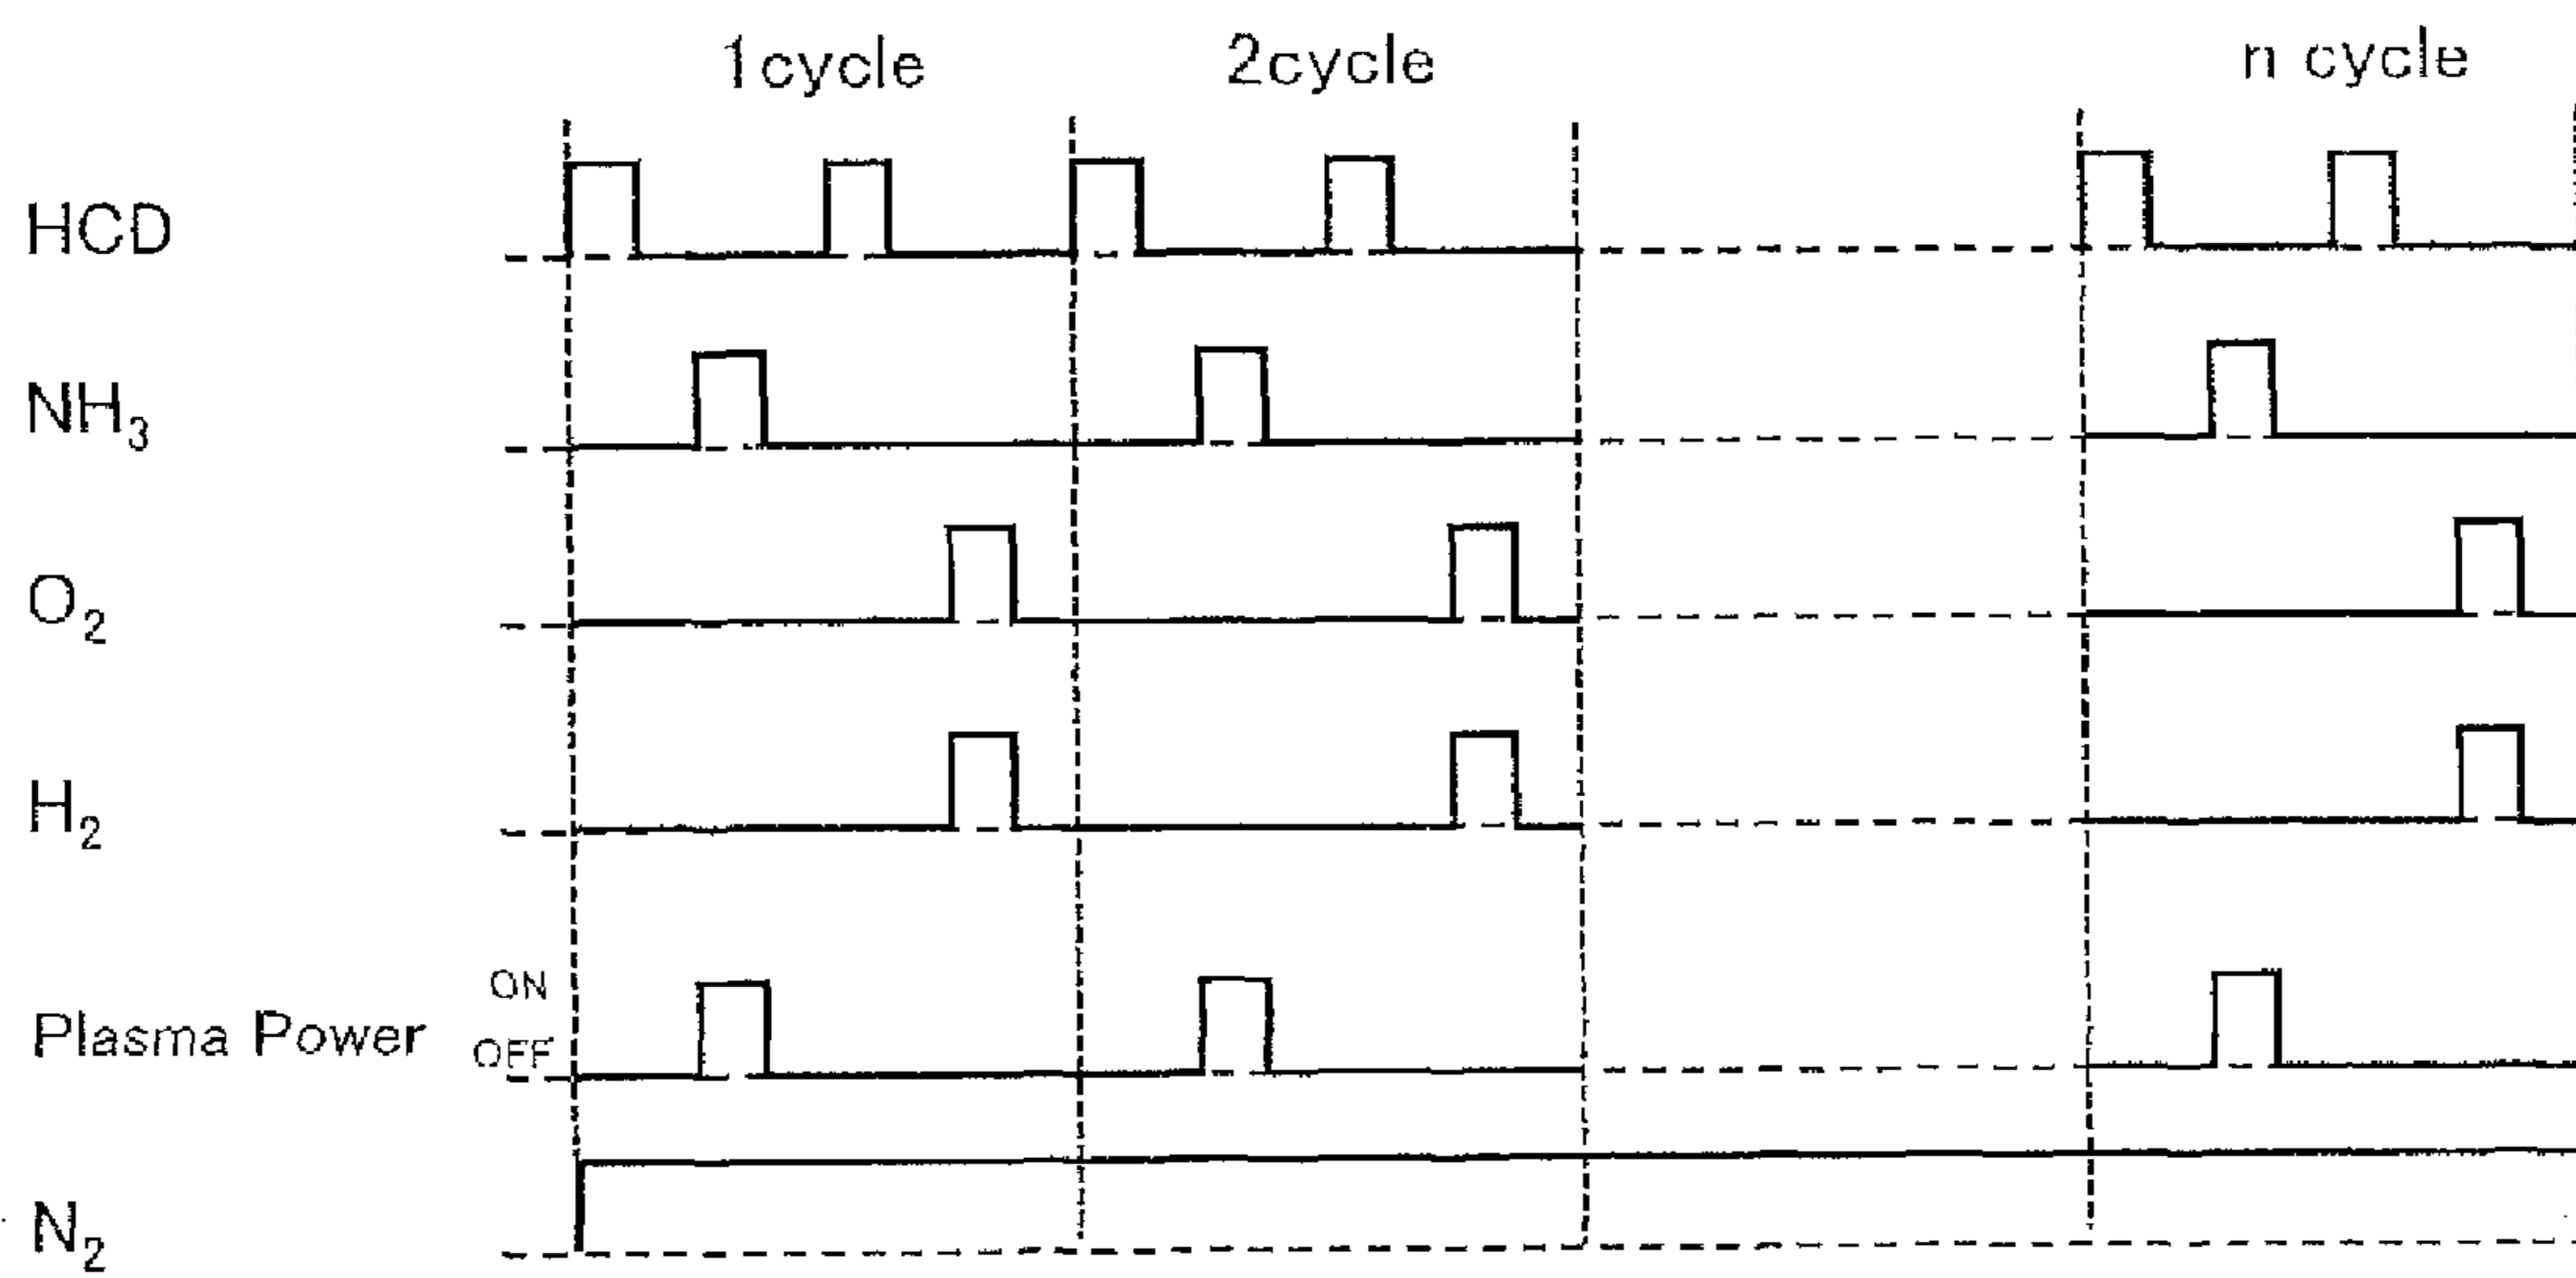 1cycle 2cycle n cycle
HCD
NH3
O2
H2
ON
Plasma Power OFF
N2